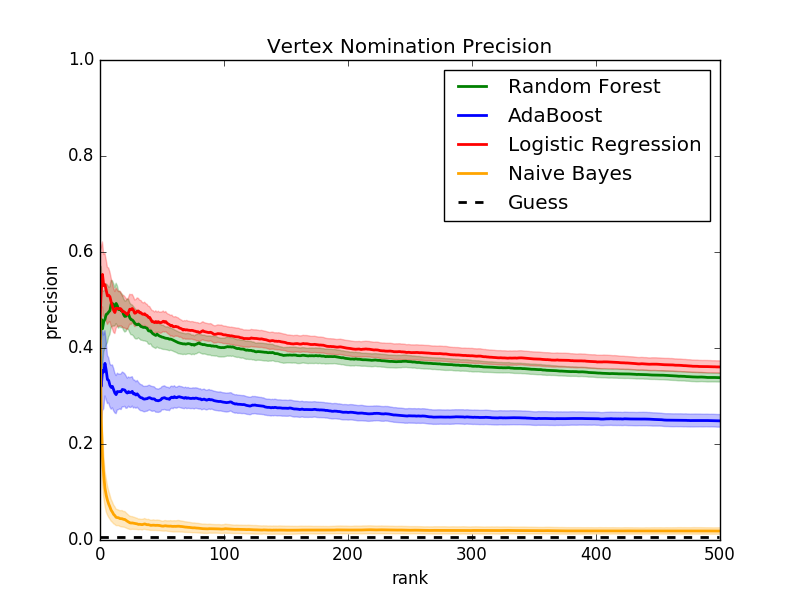 Vertex Nomination Precision
1.0
0.8
0.6
0.4
0.2
0.0
precision
Random Forest
AdaBoost
Logistic Regression
Naive Bayes
Guess
0 100 200 300 400 500
rank